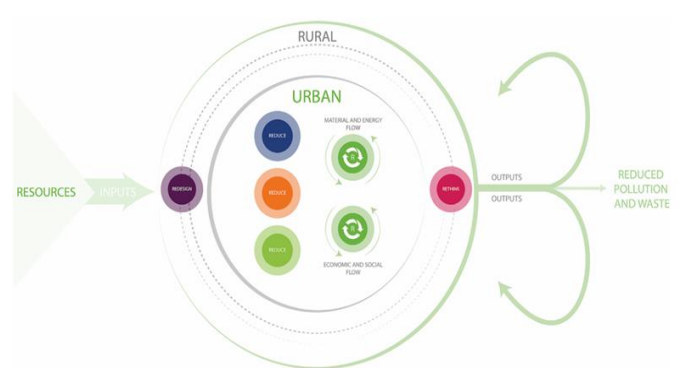 RURAL
URBAN
MATERIAL AND ENERGY
FLOW
REDUCE
R
RESOURCES
INPUTS
REDESIGN
REDUCE
RETHINK
OUTPUTS
OUTPUTS
REDUCED
POLLUTION
AND WASTE
R
REDUCE
ECONOMIC AND SOCIAL
FLOW